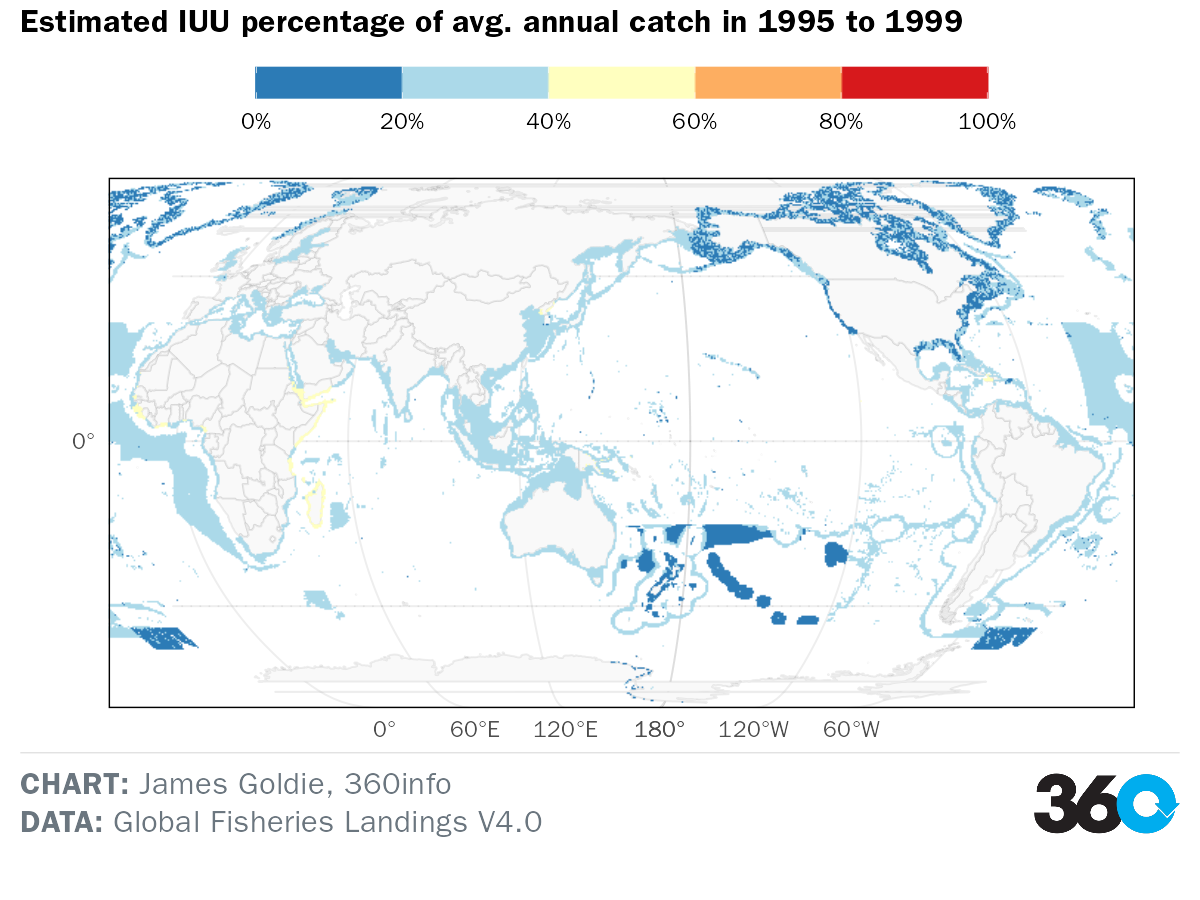 Estimated IUU percentage of avg. annual catch in 1995 to 1999
0% 20% 40% 60% 80% 100%
0°
0° 60°E 120°E 180° 120°W 60°W
CHART: James Goldie, 360info
DATA: Global Fisheries Landings V4.0
360